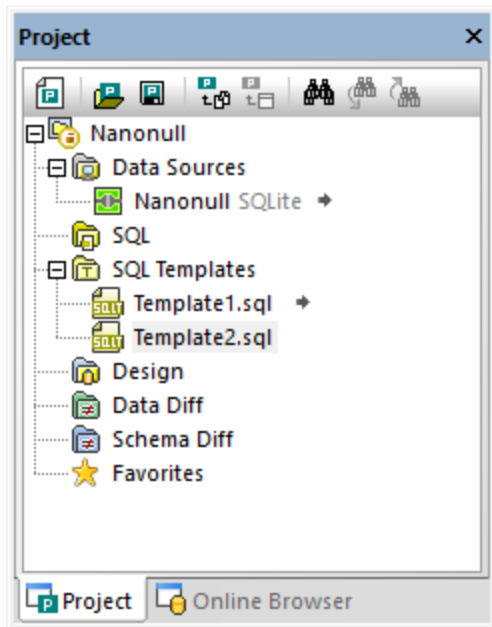 Project
Nanonull
Data Sources
Nanonull SQLite
SQL
SQL Templates
Template1.sql
Template2.sql
Design
Data Diff
Schema Diff
Favorites
Project Online Browser